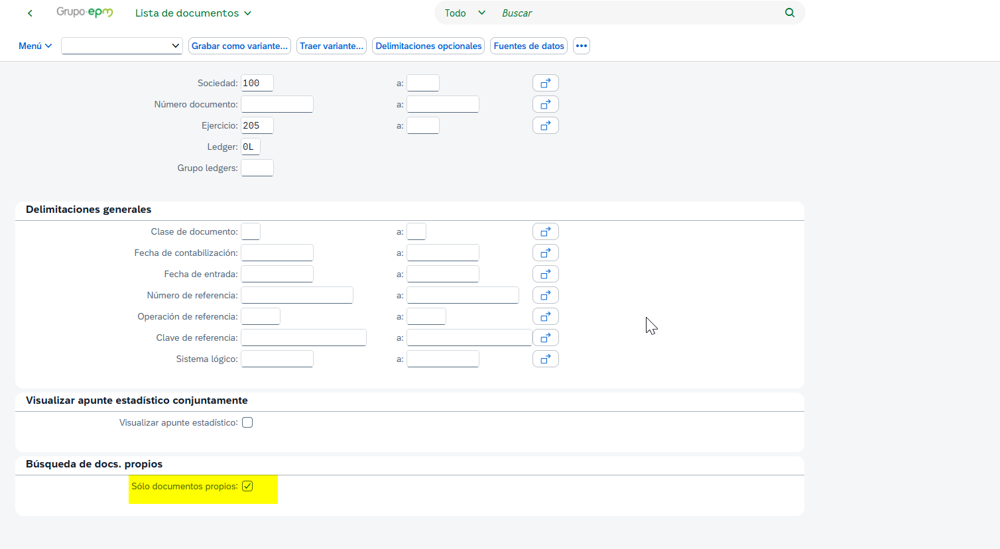 Grupo·epm Lista de documentos Todo Buscar
Menú Grabar como variante... Traer variante... Delimitaciones opcionales Fuentes de datos •••
Sociedad: 100 a:
Número documento: a:
Ejercicio: 205 a:
Ledger: 0L
Grupo ledgers:
Delimitaciones generales
Clase de documento: a:
Fecha de contabilización: a:
Fecha de entrada: a:
Número de referencia: a:
Operación de referencia: a:
Clave de referencia: a:
Sistema lógico: a:
Visualizar apunte estadístico conjuntamente
Visualizar apunte estadístico:
Búsqueda de docs. propios
Sólo documentos propios: